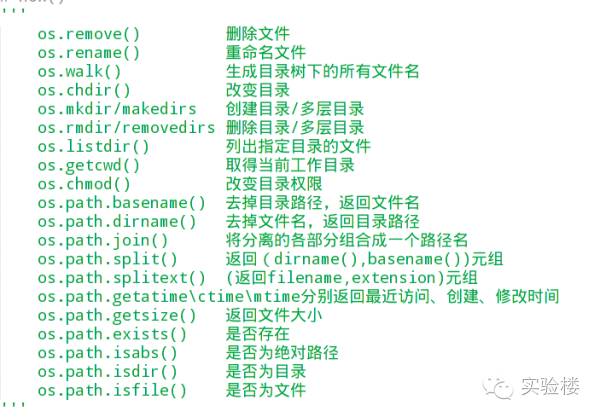 '''
os.remove() 删除文件
os.rename() 重命名文件
os.walk() 生成目录树下的所有文件名
os.chdir() 改变目录
os.mkdir/makedirs 创建目录/多层目录
os.rmdir/removedirs 删除目录/多层目录
os.listdir() 列出指定目录的文件
os.getcwd() 取得当前工作目录
os.chmod() 改变目录权限
os.path.basename() 去掉目录路径，返回文件名
os.path.dirname() 去掉文件名，返回目录路径
os.path.join() 将分离的各部分组合成一个路径名
os.path.split() 返回（dirname(),basename())元组
os.path.splitext() (返回filename,extension)元组
os.path.getatime\ctime\mtime分别返回最近访问、创建、修改时间
os.path.getsize() 返回文件大小
os.path.exists() 是否存在
os.path.isabs() 是否为绝对路径
os.path.isdir() 是否为目录
os.path.isfile() 是否为文件
'''
实验楼